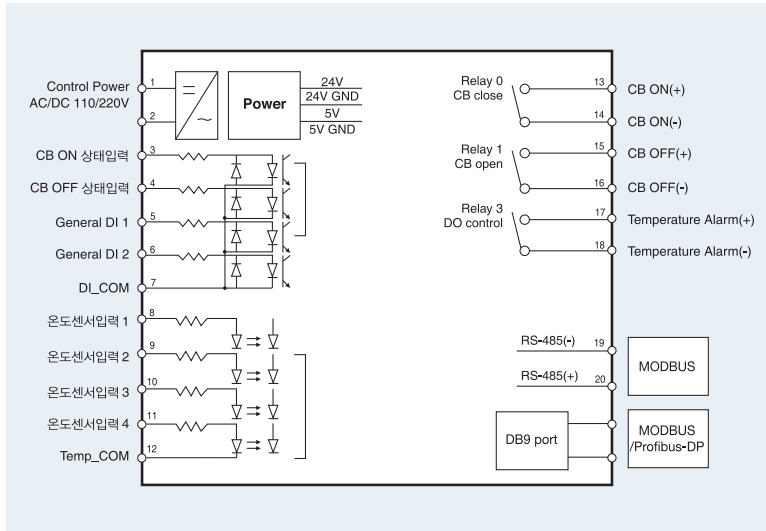 Control Power
AC/DC 110/220V
1
2
Power
24V
24V GND
5V
5V GND
CB ON 상태입력
3
CB OFF 상태입력
4
General DI 1
5
General DI 2
6
DI_COM
7
온도센서입력 1
8
온도센서입력 2
9
온도센서입력 3
10
온도센서입력 4
11
Temp_COM
12
Relay 0
CB close
13
CB ON(+)
14
CB ON(-)
Relay 1
CB open
15
CB OFF(+)
16
CB OFF(-)
Relay 3
DO control
17
Temperature Alarm(+)
18
Temperature Alarm(-)
RS-485(-)
19
RS-485(+)
20
MODBUS
DB9 port
MODBUS
/Profibus-DP